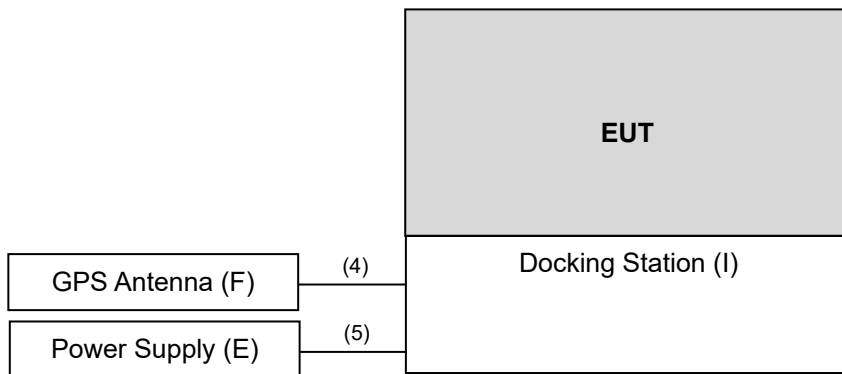 EUT
Docking Station (I)
GPS Antenna (F)
(4)
Power Supply (E)
(5)